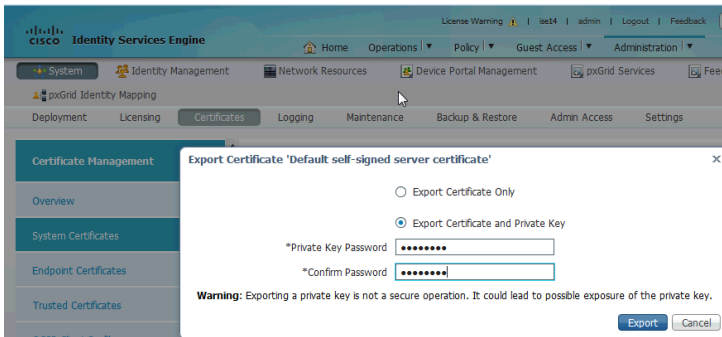 License Warning | ise14 | admin | Logout | Feedback
CISCO Identity Services Engine
Home Operations Policy Guest Access Administration
System Identity Management Network Resources Device Portal Management pxGrid Services Fee
pxGrid Identity Mapping
Deployment Licensing Certificates Logging Maintenance Backup & Restore Admin Access Settings
Certificate Management
Export Certificate 'Default self-signed server certificate'
Export Certificate Only
Overview
Export Certificate and Private Key
System Certificates
*Private Key Password
*Confirm Password
Endpoint Certificates
Warning: Exporting a private key is not a secure operation. It could lead to possible exposure of the private key.
Trusted Certificates
Export Cancel